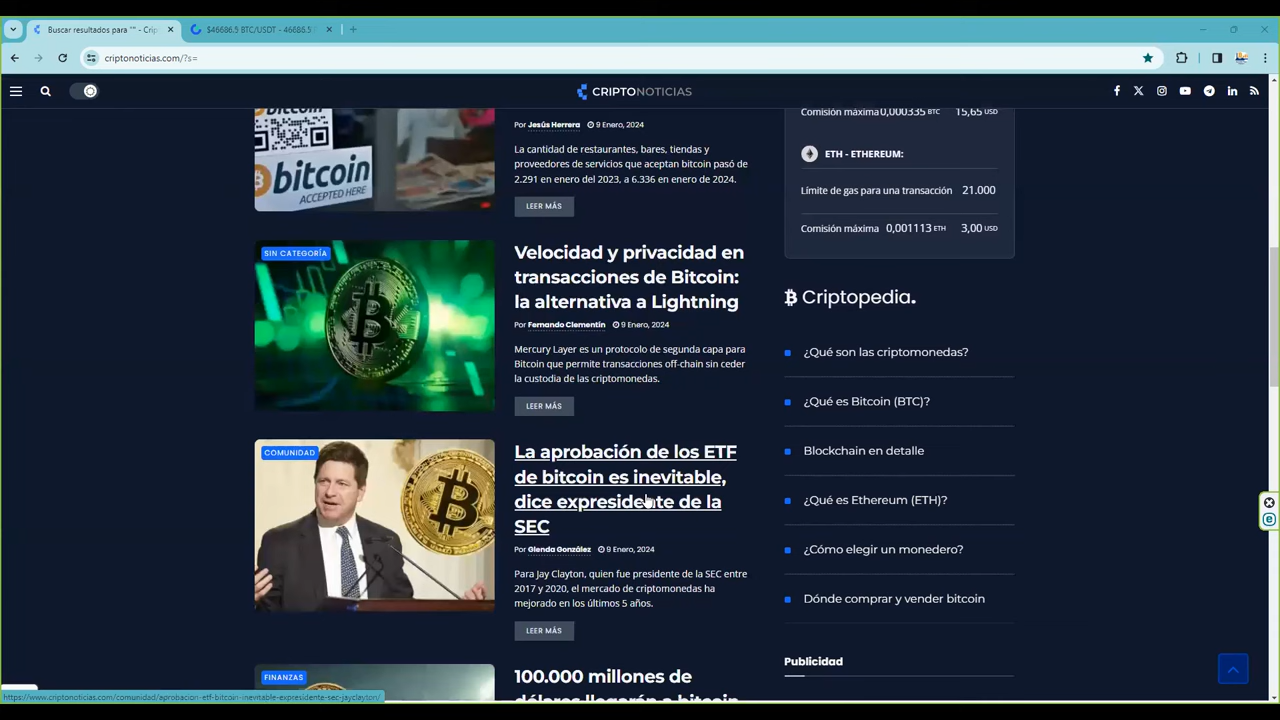 Buscar resultados para "" - Crip
$46686.5 BTC/USDT - 46686.5
criptonoticias.com/?s=
CRIPTONOTICIAS
bitcoin
bitcoin
ACCEPTED HERE
Por Jesús Herrera 9 Enero, 2024
La cantidad de restaurantes, bares, tiendas y
proveedores de servicios que aceptan bitcoin pasó de
2.291 en enero del 2023, a 6.336 en enero de 2024.
LEER MÁS
SIN CATEGORÍA
Velocidad y privacidad en
transacciones de Bitcoin:
la alternativa a Lightning
Por Fernando Clementín 9 Enero, 2024
Mercury Layer es un protocolo de segunda capa para
Bitcoin que permite transacciones off-chain sin ceder
la custodia de las criptomonedas.
LEER MÁS
COMUNIDAD
La aprobación de los ETF
de bitcoin es inevitable,
dice expresidente de la
SEC
Por Glenda González 9 Enero, 2024
Para Jay Clayton, quien fue presidente de la SEC entre
2017 y 2020, el mercado de criptomonedas ha
mejorado en los últimos 5 años.
LEER MÁS
FINANZAS
100.000 millones de
dólares llegarán a bitcoin
Comisión máxima 0,000335 BTC 15,65 USD
ETH - ETHEREUM:
Límite de gas para una transacción 21.000
Comisión máxima 0,001113 ETH 3,00 USD
Criptopedia.
¿Qué son las criptomonedas?
¿Qué es Bitcoin (BTC)?
Blockchain en detalle
¿Qué es Ethereum (ETH)?
¿Cómo elegir un monedero?
Dónde comprar y vender bitcoin
Publicidad
https://www.criptonoticias.com/comunidad/aprobacion-etf-bitcoin-inevitable-expresidente-sec-jayclayton/